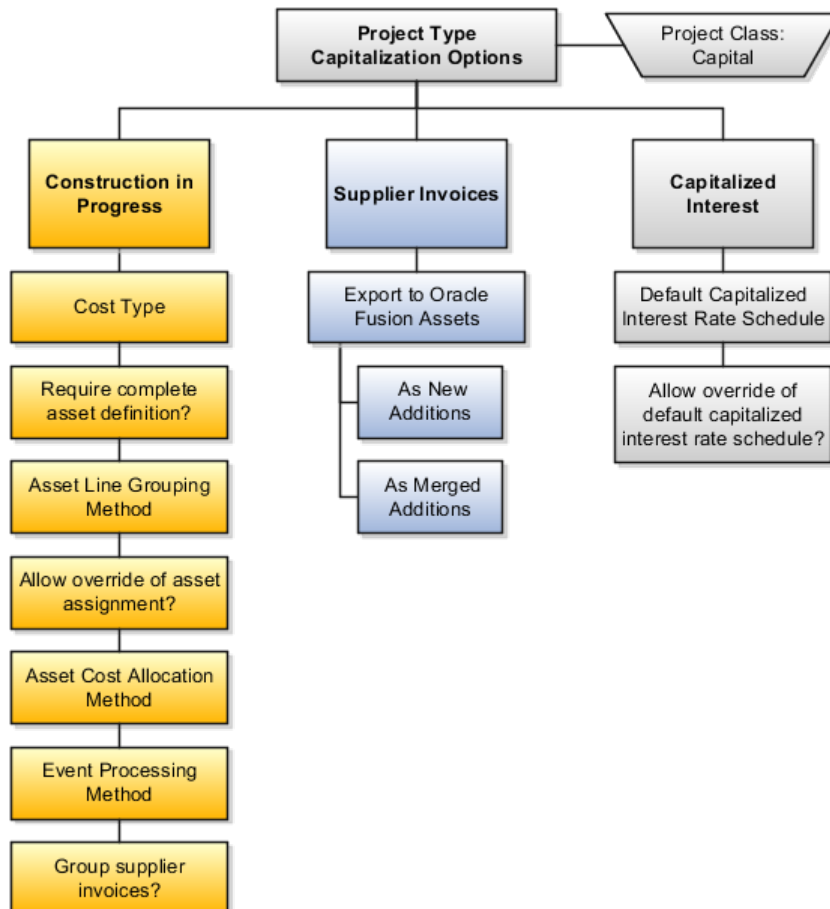 Project Type
Capitalization Options
Project Class:
Capital
Construction in
Progress
Cost Type
Require complete
asset definition?
Asset Line Grouping
Method
Allow override of asset
assignment?
Asset Cost Allocation
Method
Event Processing
Method
Group supplier
invoices?
Supplier Invoices
Export to Oracle
Fusion Assets
As New
Additions
As Merged
Additions
Capitalized
Interest
Default Capitalized
Interest Rate Schedule
Allow override of
default capitalized
interest rate schedule?